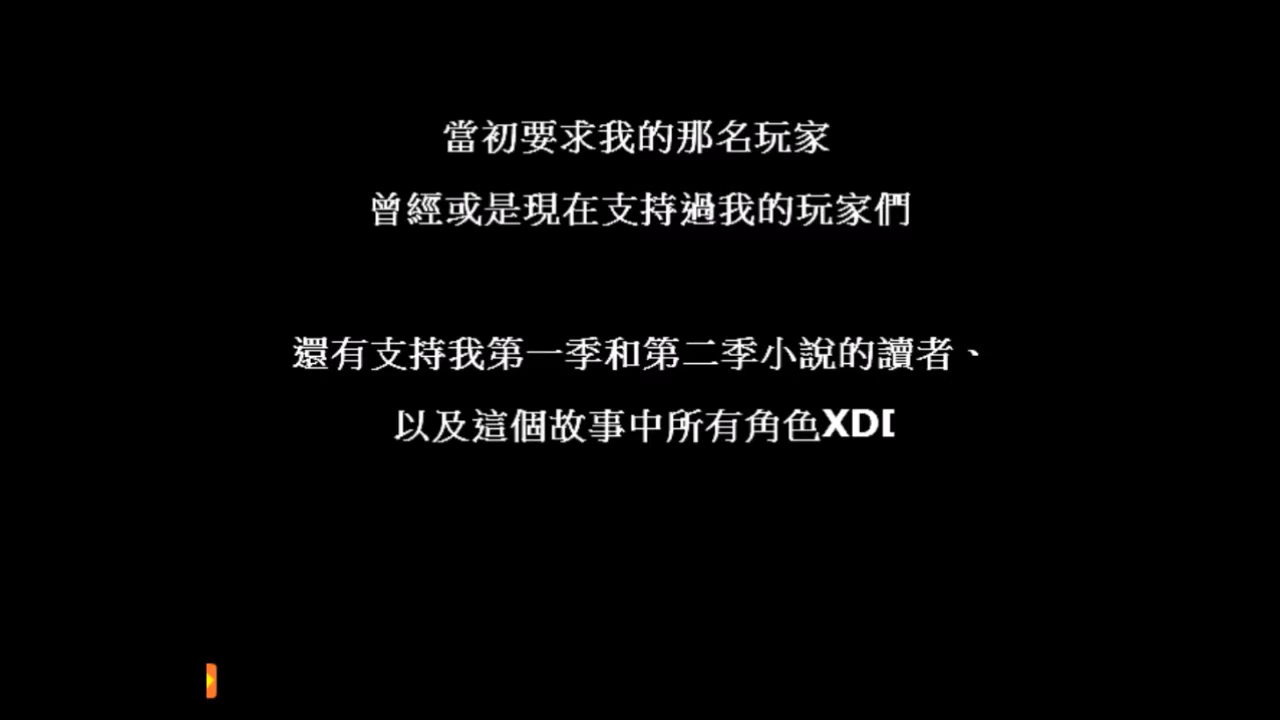 當初要求我的那名玩家
曾經或是現在支持過我的玩家們
還有支持我第一季和第二季小說的讀者、
以及這個故事中所有角色XD